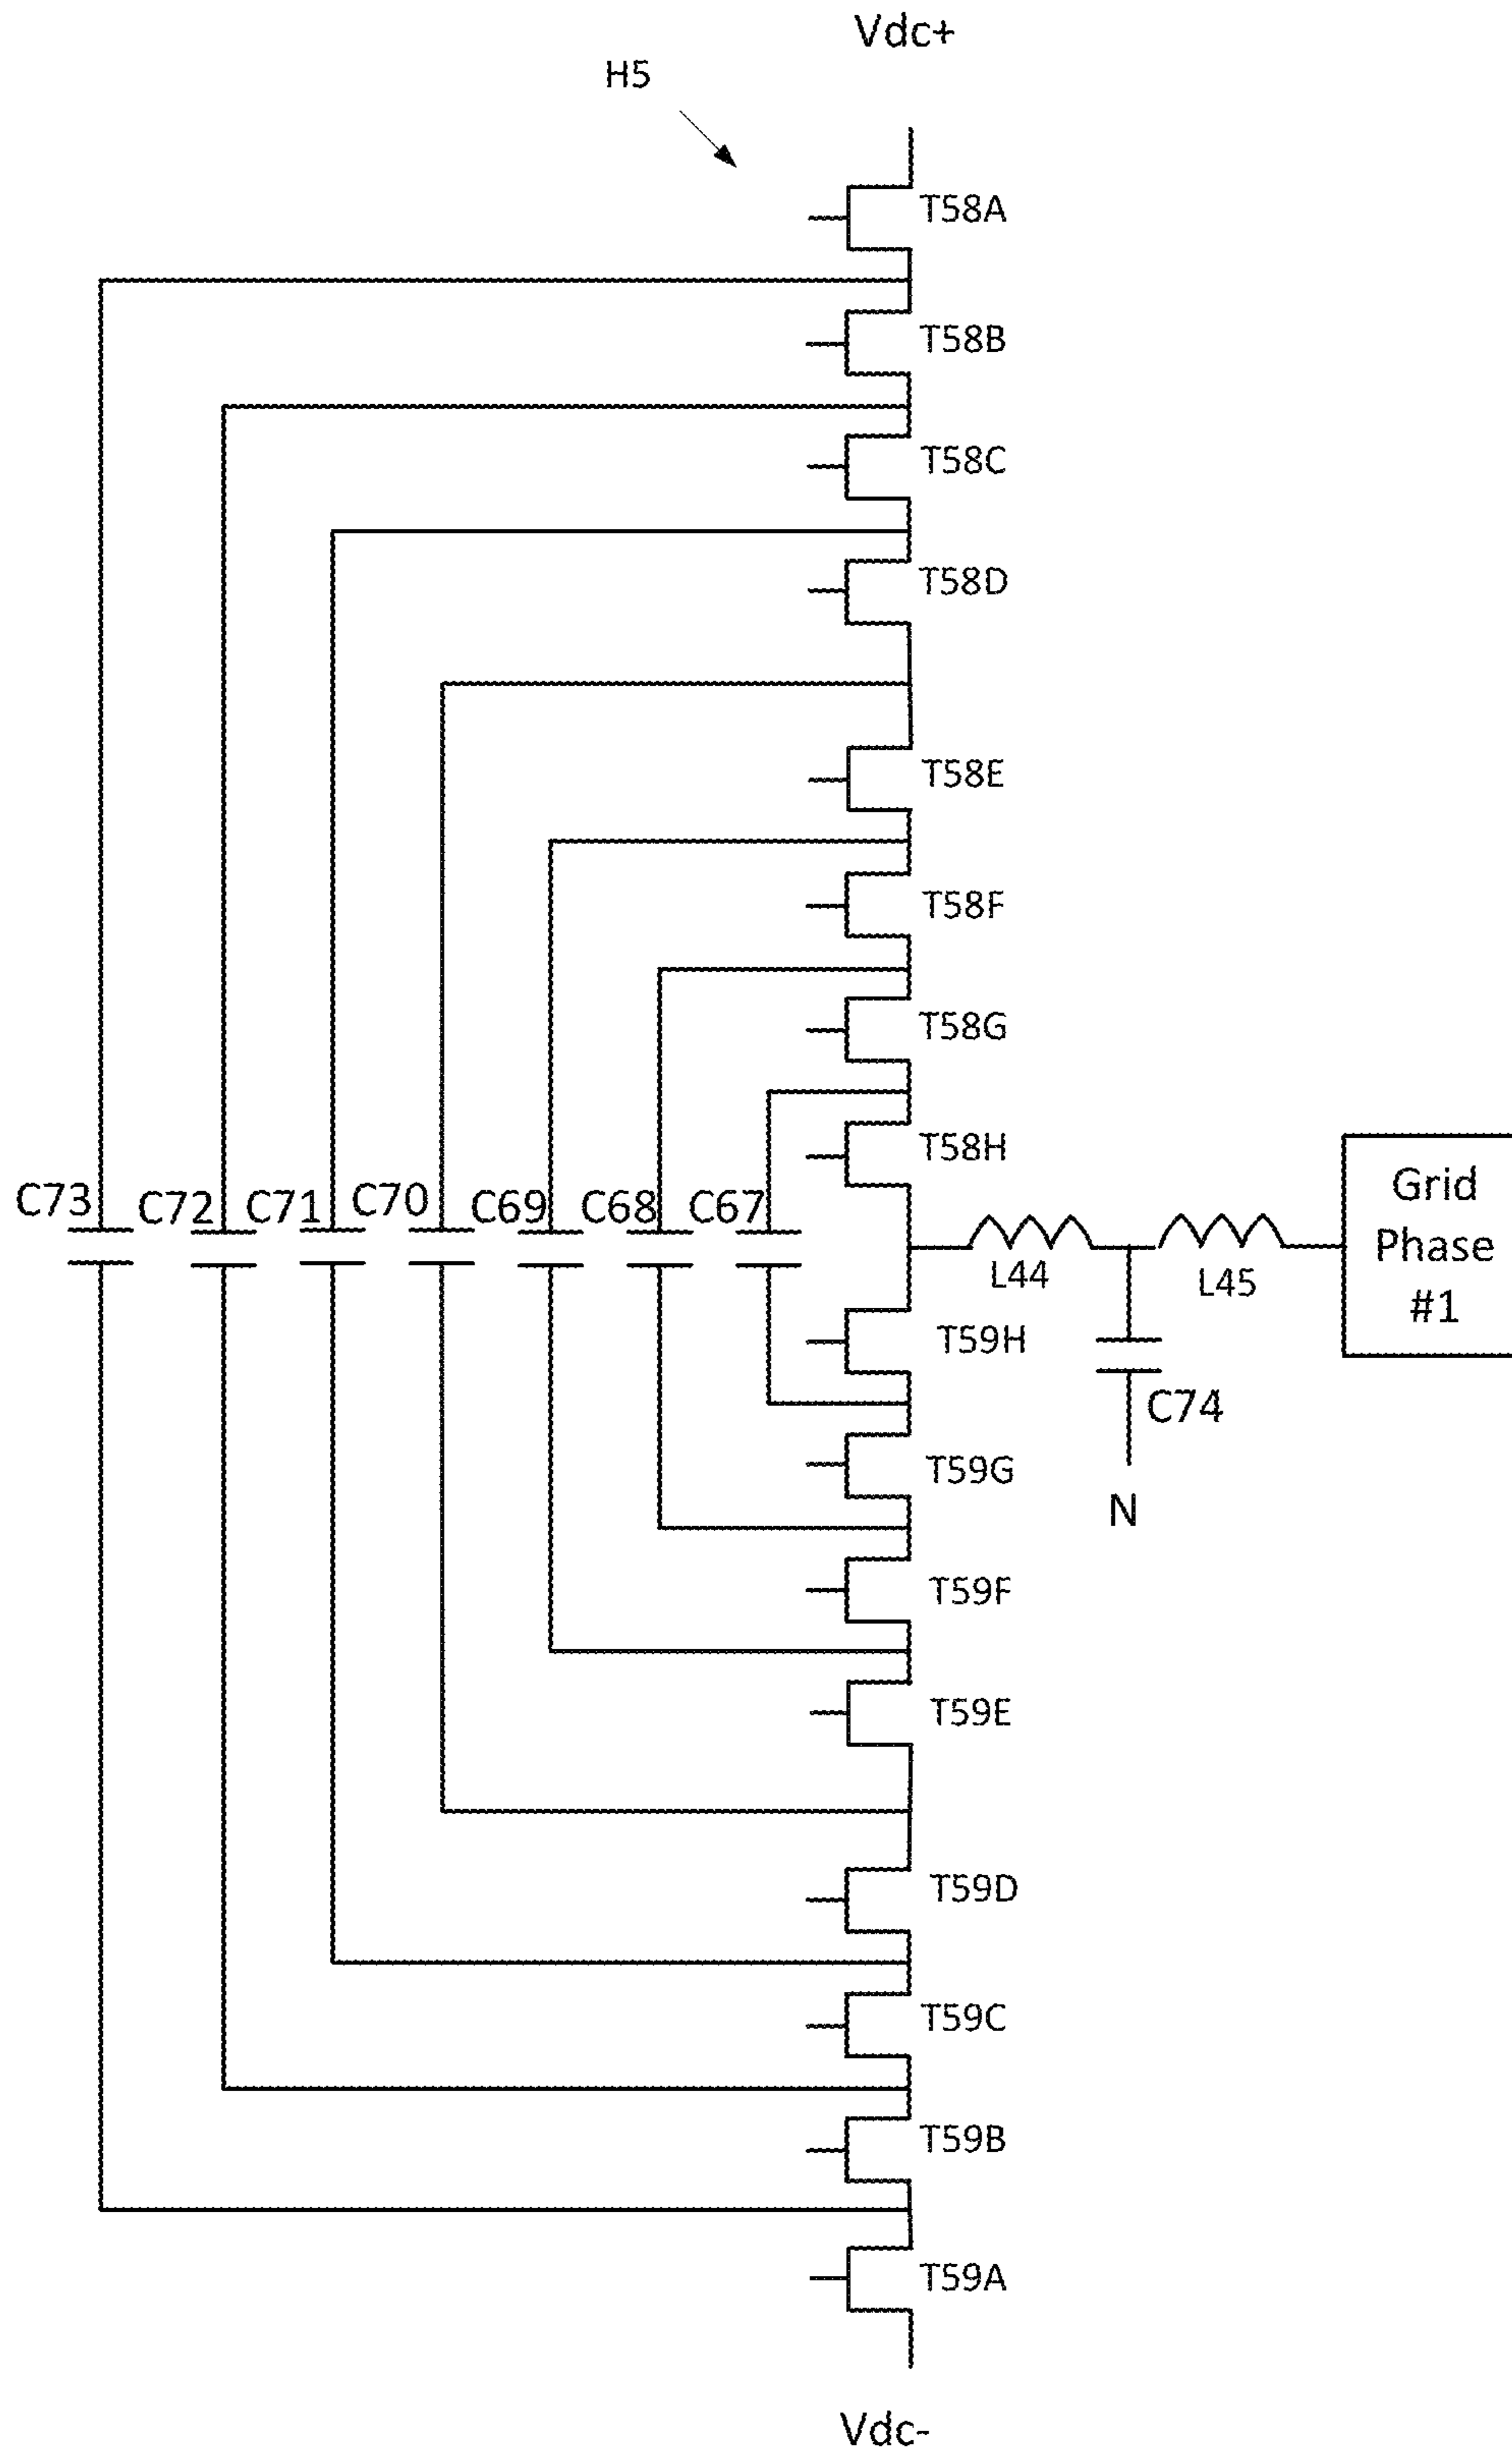 Vdc+
H5
T58A
T58B
T58C
T58D
T58E
T58F
T58G
T58H
C73
C72
C71
C70
C69
C68
C67
L44
L45
Grid
Phase
#1
T59H
C74
T59G
N
T59F
T59E
T59D
T59C
T59B
T59A
Vdc-